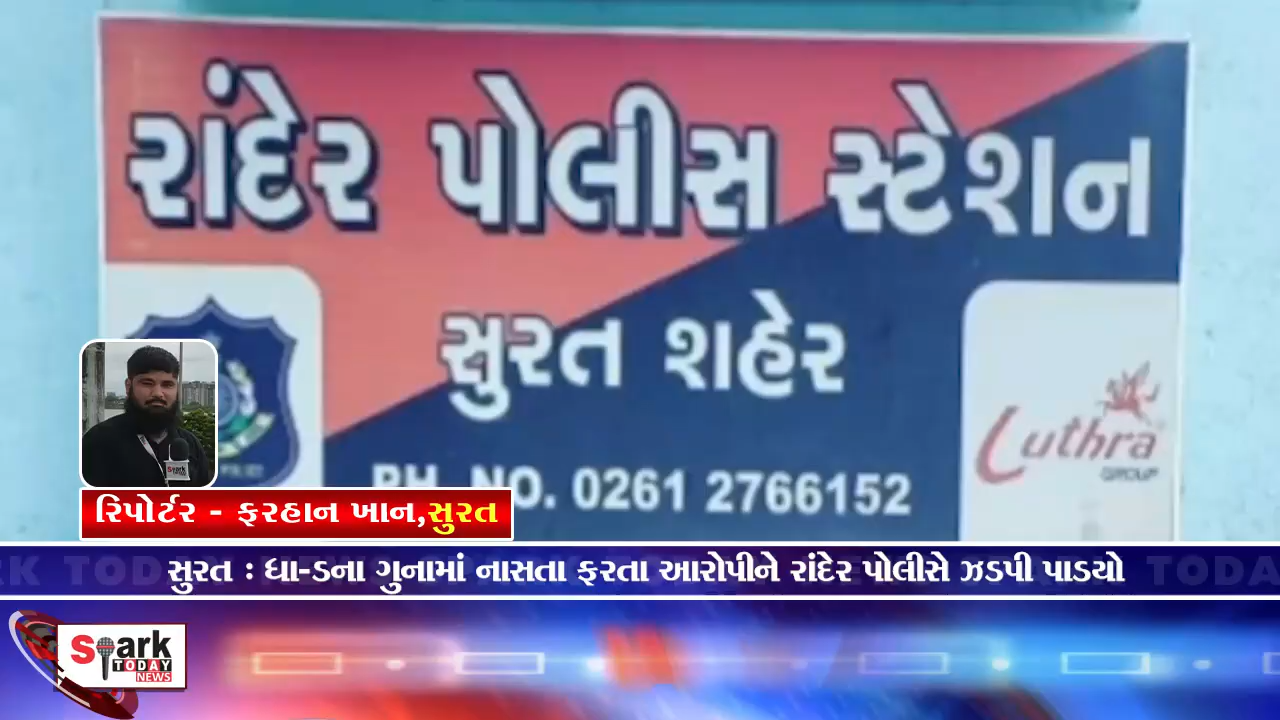 રાંદેર પોલીસ સ્ટેશન
સુરત શહેર
Luthra
GROUP
PH. NO. 0261 2766152
Spark
રિપોર્ટર - ફરહાન ખાન,સુરત
સુરત : ધા-ડના ગુનામાં નાસતા ફરતા આરોપીને રાંદેર પોલીસે ઝડપી પાડયો
Spark
TODAY
NEWS